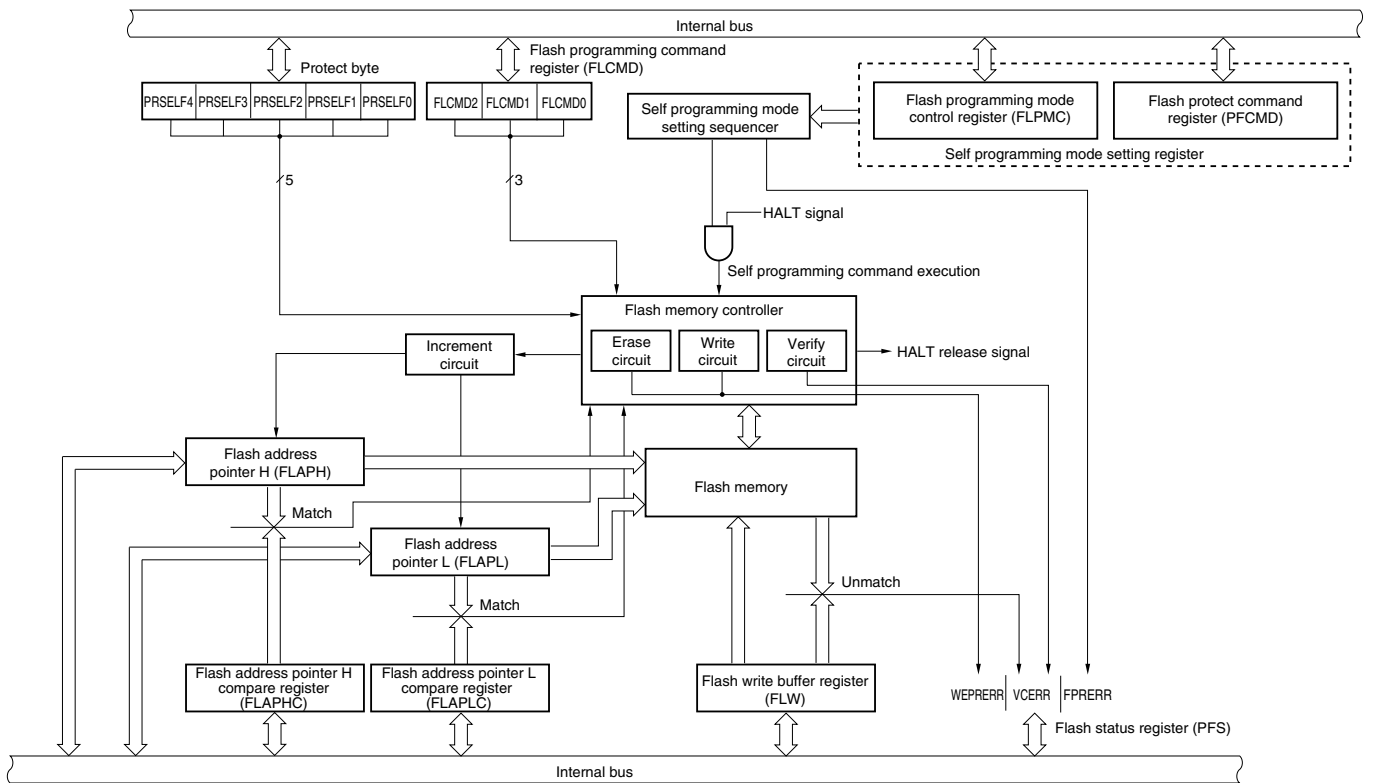 Internal bus
Protect byte
Flash programming command
register (FLCMD)
PRSELF4 PRSELF3 PRSELF2 PRSELF1 PRSELF0
FLCMD2 FLCMD1 FLCMD0
Self programming mode
setting sequencer
Flash programming mode
control register (FLPMC)
Flash protect command
register (PFCMD)
Self programming mode setting register
5
3
HALT signal
Self programming command execution
Flash memory controller
Erase
circuit
Write
circuit
Verify
circuit
HALT release signal
Increment
circuit
Flash address
pointer H (FLAPH)
Match
Flash memory
Flash address
pointer L (FLAPL)
Match
Unmatch
Flash address pointer H
compare register
(FLAPHC)
Flash address pointer L
compare register
(FLAPLC)
Flash write buffer register
(FLW)
WEPRERR VCERR FPRERR
Flash status register (PFS)
Internal bus